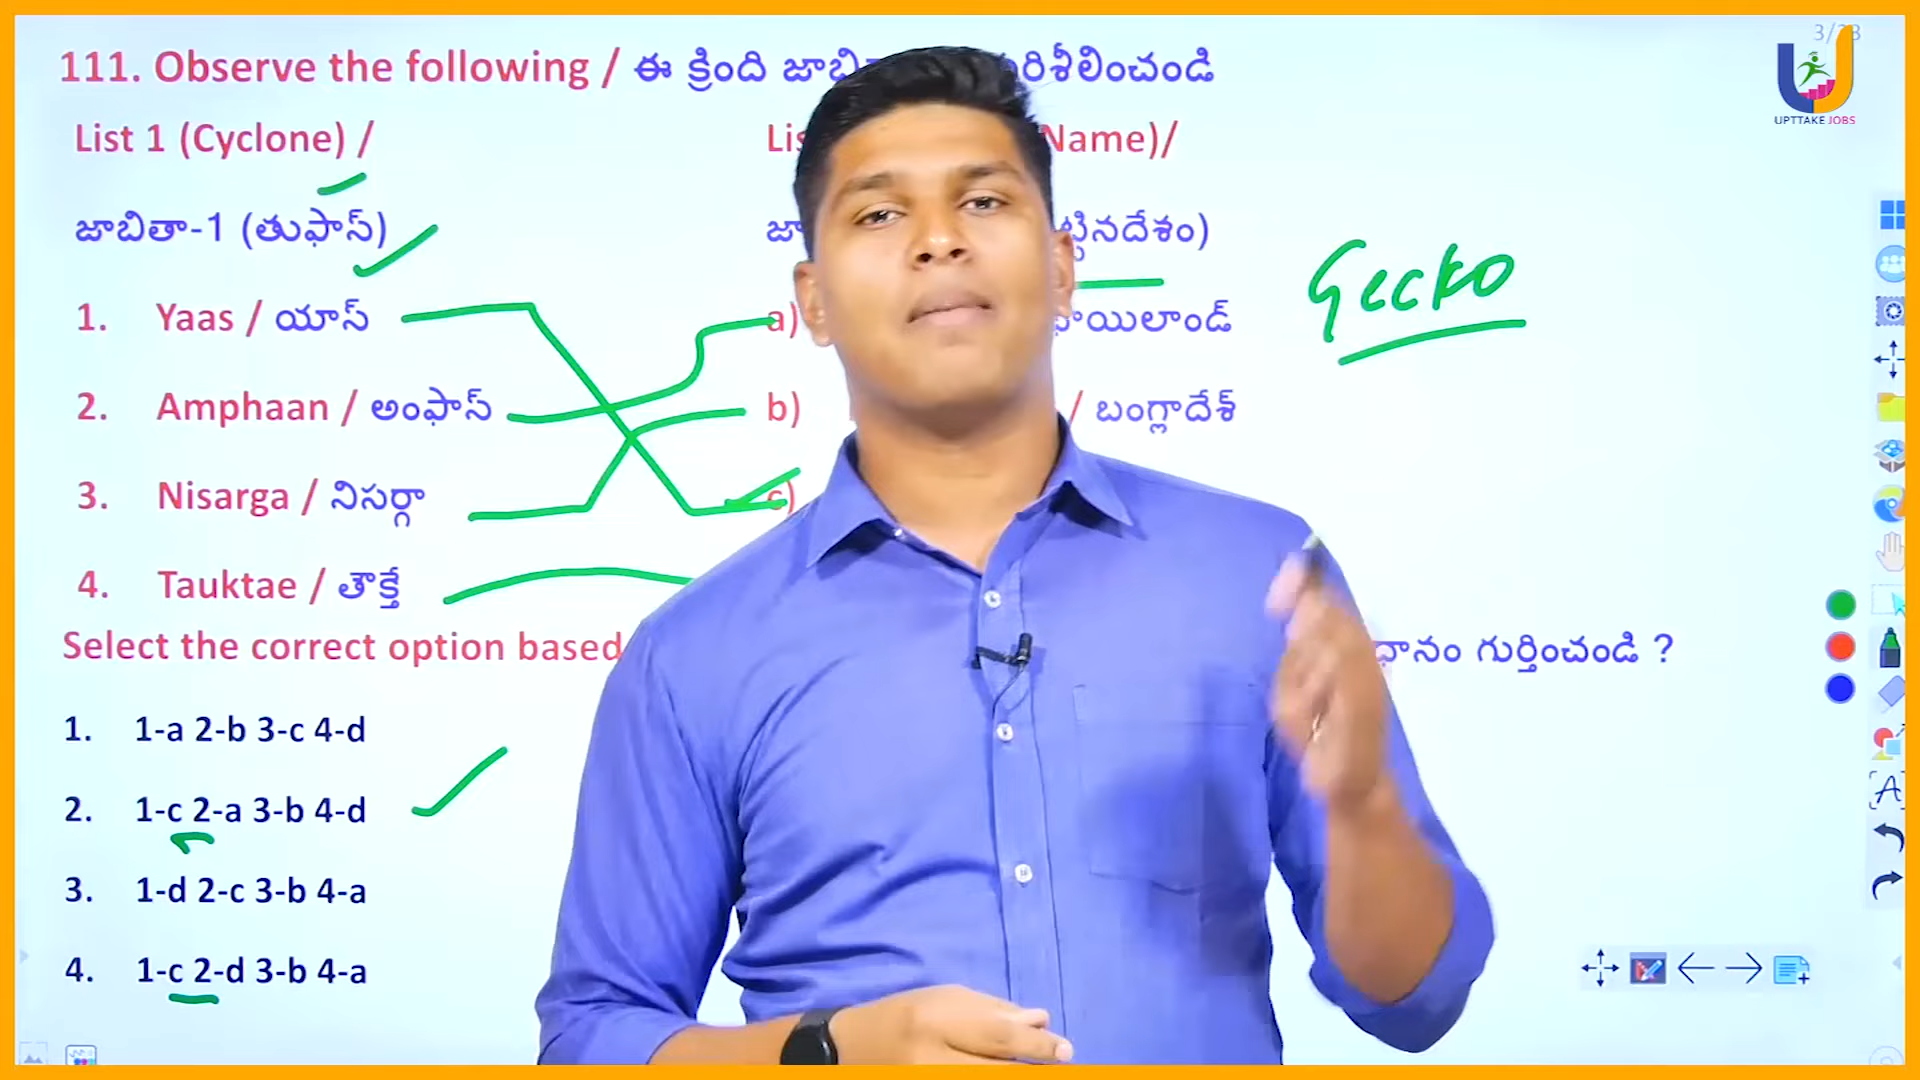 3/
111. Observe the following / ఈ క్రింది
UPTTAKE JOBS
List 1 (Cyclone) /
Name)/
జాబితా-1 (తుఫాన్)
Gecko
1. Yaas / యాస్
a)
2. Amphaan / అంఫాన్
b) / బంగ్లాదేశ్
3. Nisarga / నిసర్గా
c)
4. Tauktae / తౌక్తే
Select the correct option based గుర్తించండి ?
1. 1-a 2-b 3-c 4-d
2. 1-c 2-a 3-b 4-d
3. 1-d 2-c 3-b 4-a
4. 1-c 2-d 3-b 4-a